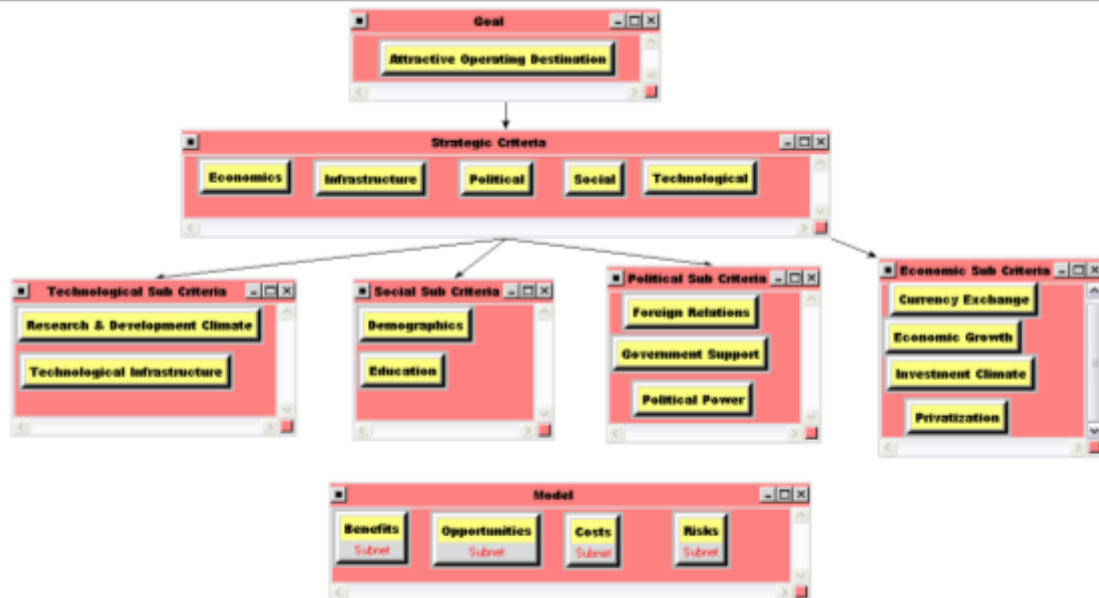 Goal
Attractive Operating Destination
Strategic Criteria
Economics Infrastructure Political Social Technological
Technological Sub Criteria
Research & Development Climate
Technological Infrastructure
Social Sub Criteria
Demographics
Education
Political Sub Criteria
Foreign Relations
Government Support
Political Power
Economic Sub Criteria
Currency Exchange
Economic Growth
Investment Climate
Privatization
Model
Benefits Opportunities Costs Risks
Subnet Subnet Subnet Subnet